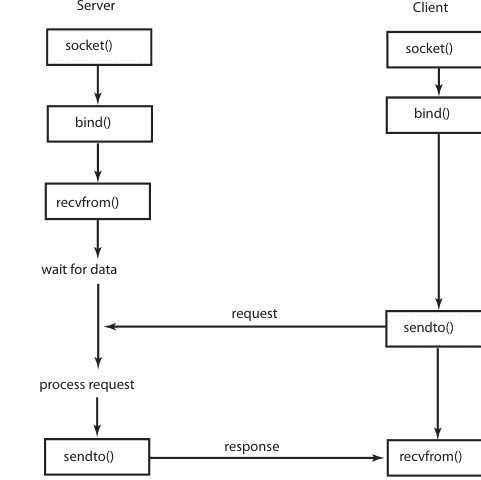 Server
Client
socket()
socket()
bind()
bind()
recvfrom()
wait for data
request
sendto()
process request
response
sendto()
recvfrom()